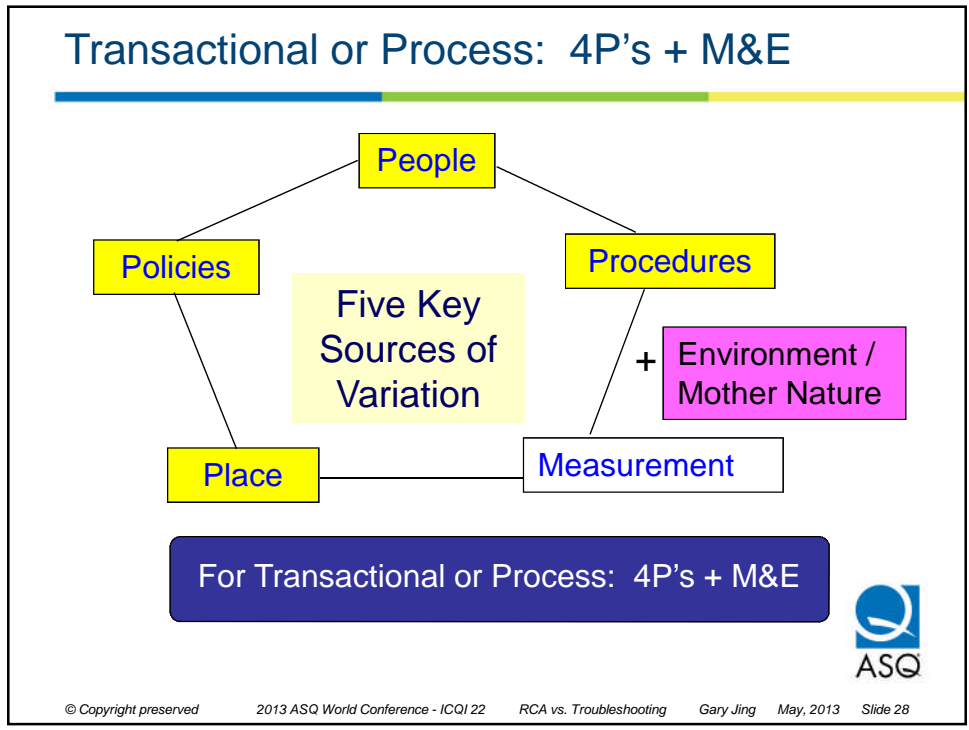 Transactional or Process:  4P's + M&E
People
Policies
Procedures
Five Key
Sources of
Variation
+
Environment /
Mother Nature
Place
Measurement
For Transactional or Process:  4P's + M&E
ASQ
© Copyright preserved 2013 ASQ World Conference - ICQI 22 RCA vs. Troubleshooting Gary Jing May, 2013 Slide 28